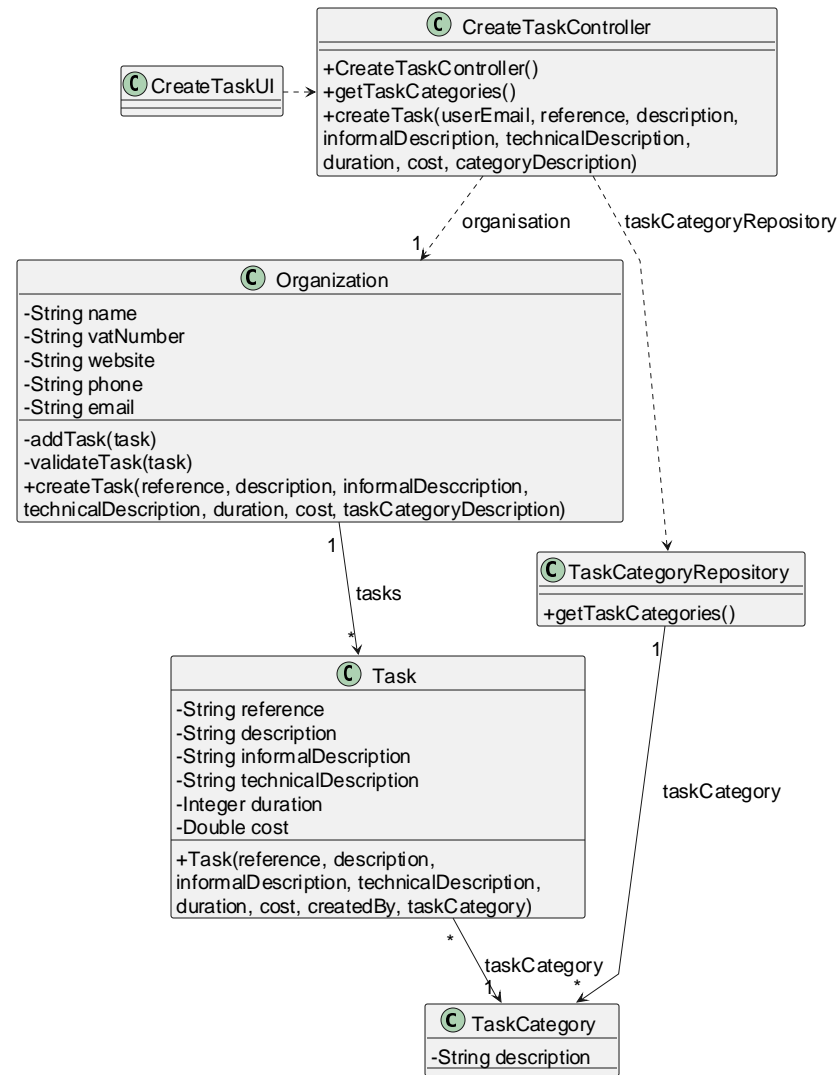 C CreateTaskController
+CreateTaskController()
+getTaskCategories()
+createTask(userEmail, reference, description,
informalDescription, technicalDescription,
duration, cost, categoryDescription)
C CreateTaskUI
organisation
taskCategoryRepository
1
C Organization
-String name
-String vatNumber
-String website
-String phone
-String email
-addTask(task)
-validateTask(task)
+createTask(reference, description, informalDesccription,
technicalDescription, duration, cost, taskCategoryDescription)
1
tasks
*
C TaskCategoryRepository
+getTaskCategories()
1
taskCategory
*
C Task
-String reference
-String description
-String informalDescription
-String technicalDescription
-Integer duration
-Double cost
+Task(reference, description,
informalDescription, technicalDescription,
duration, cost, createdBy, taskCategory)
*
taskCategory
1
C TaskCategory
-String description